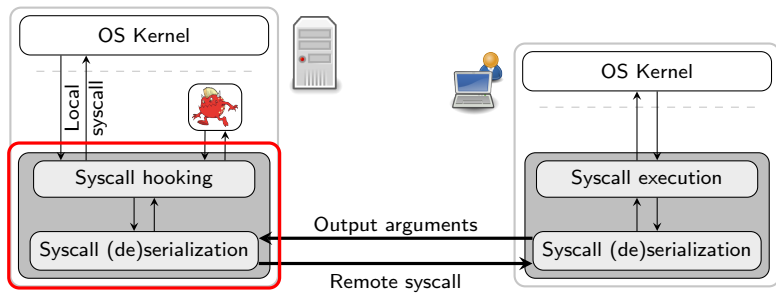 OS Kernel
Local
syscall
Syscall hooking
Syscall (de)serialization
Output arguments
Remote syscall
OS Kernel
Syscall execution
Syscall (de)serialization